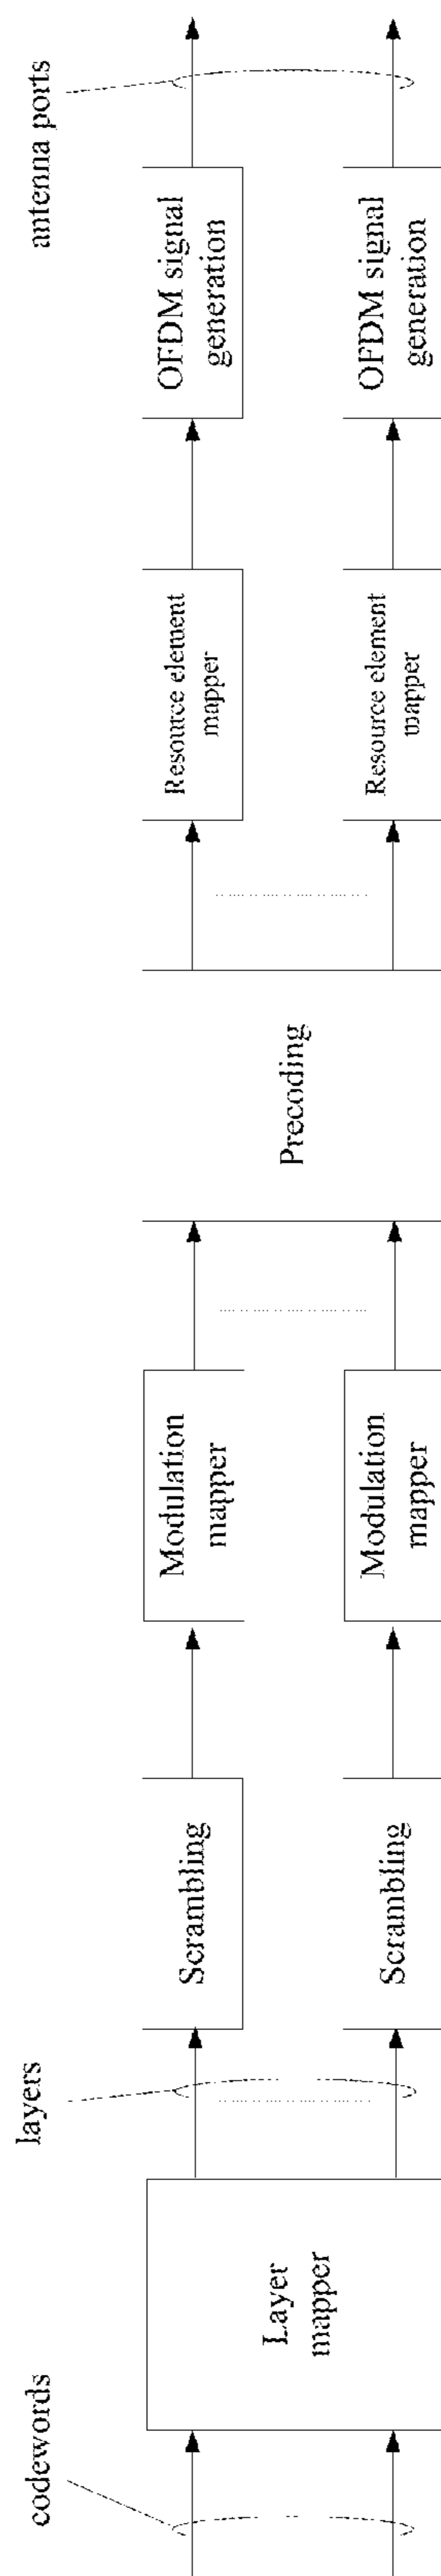 codewords
Layer
mapper
layers
Scrambling
Scrambling
Modulation
mapper
Modulation
mapper
Precoding
Resource element
mapper
Resource element
mapper
OFDM signal
generation
OFDM signal
generation
antenna ports